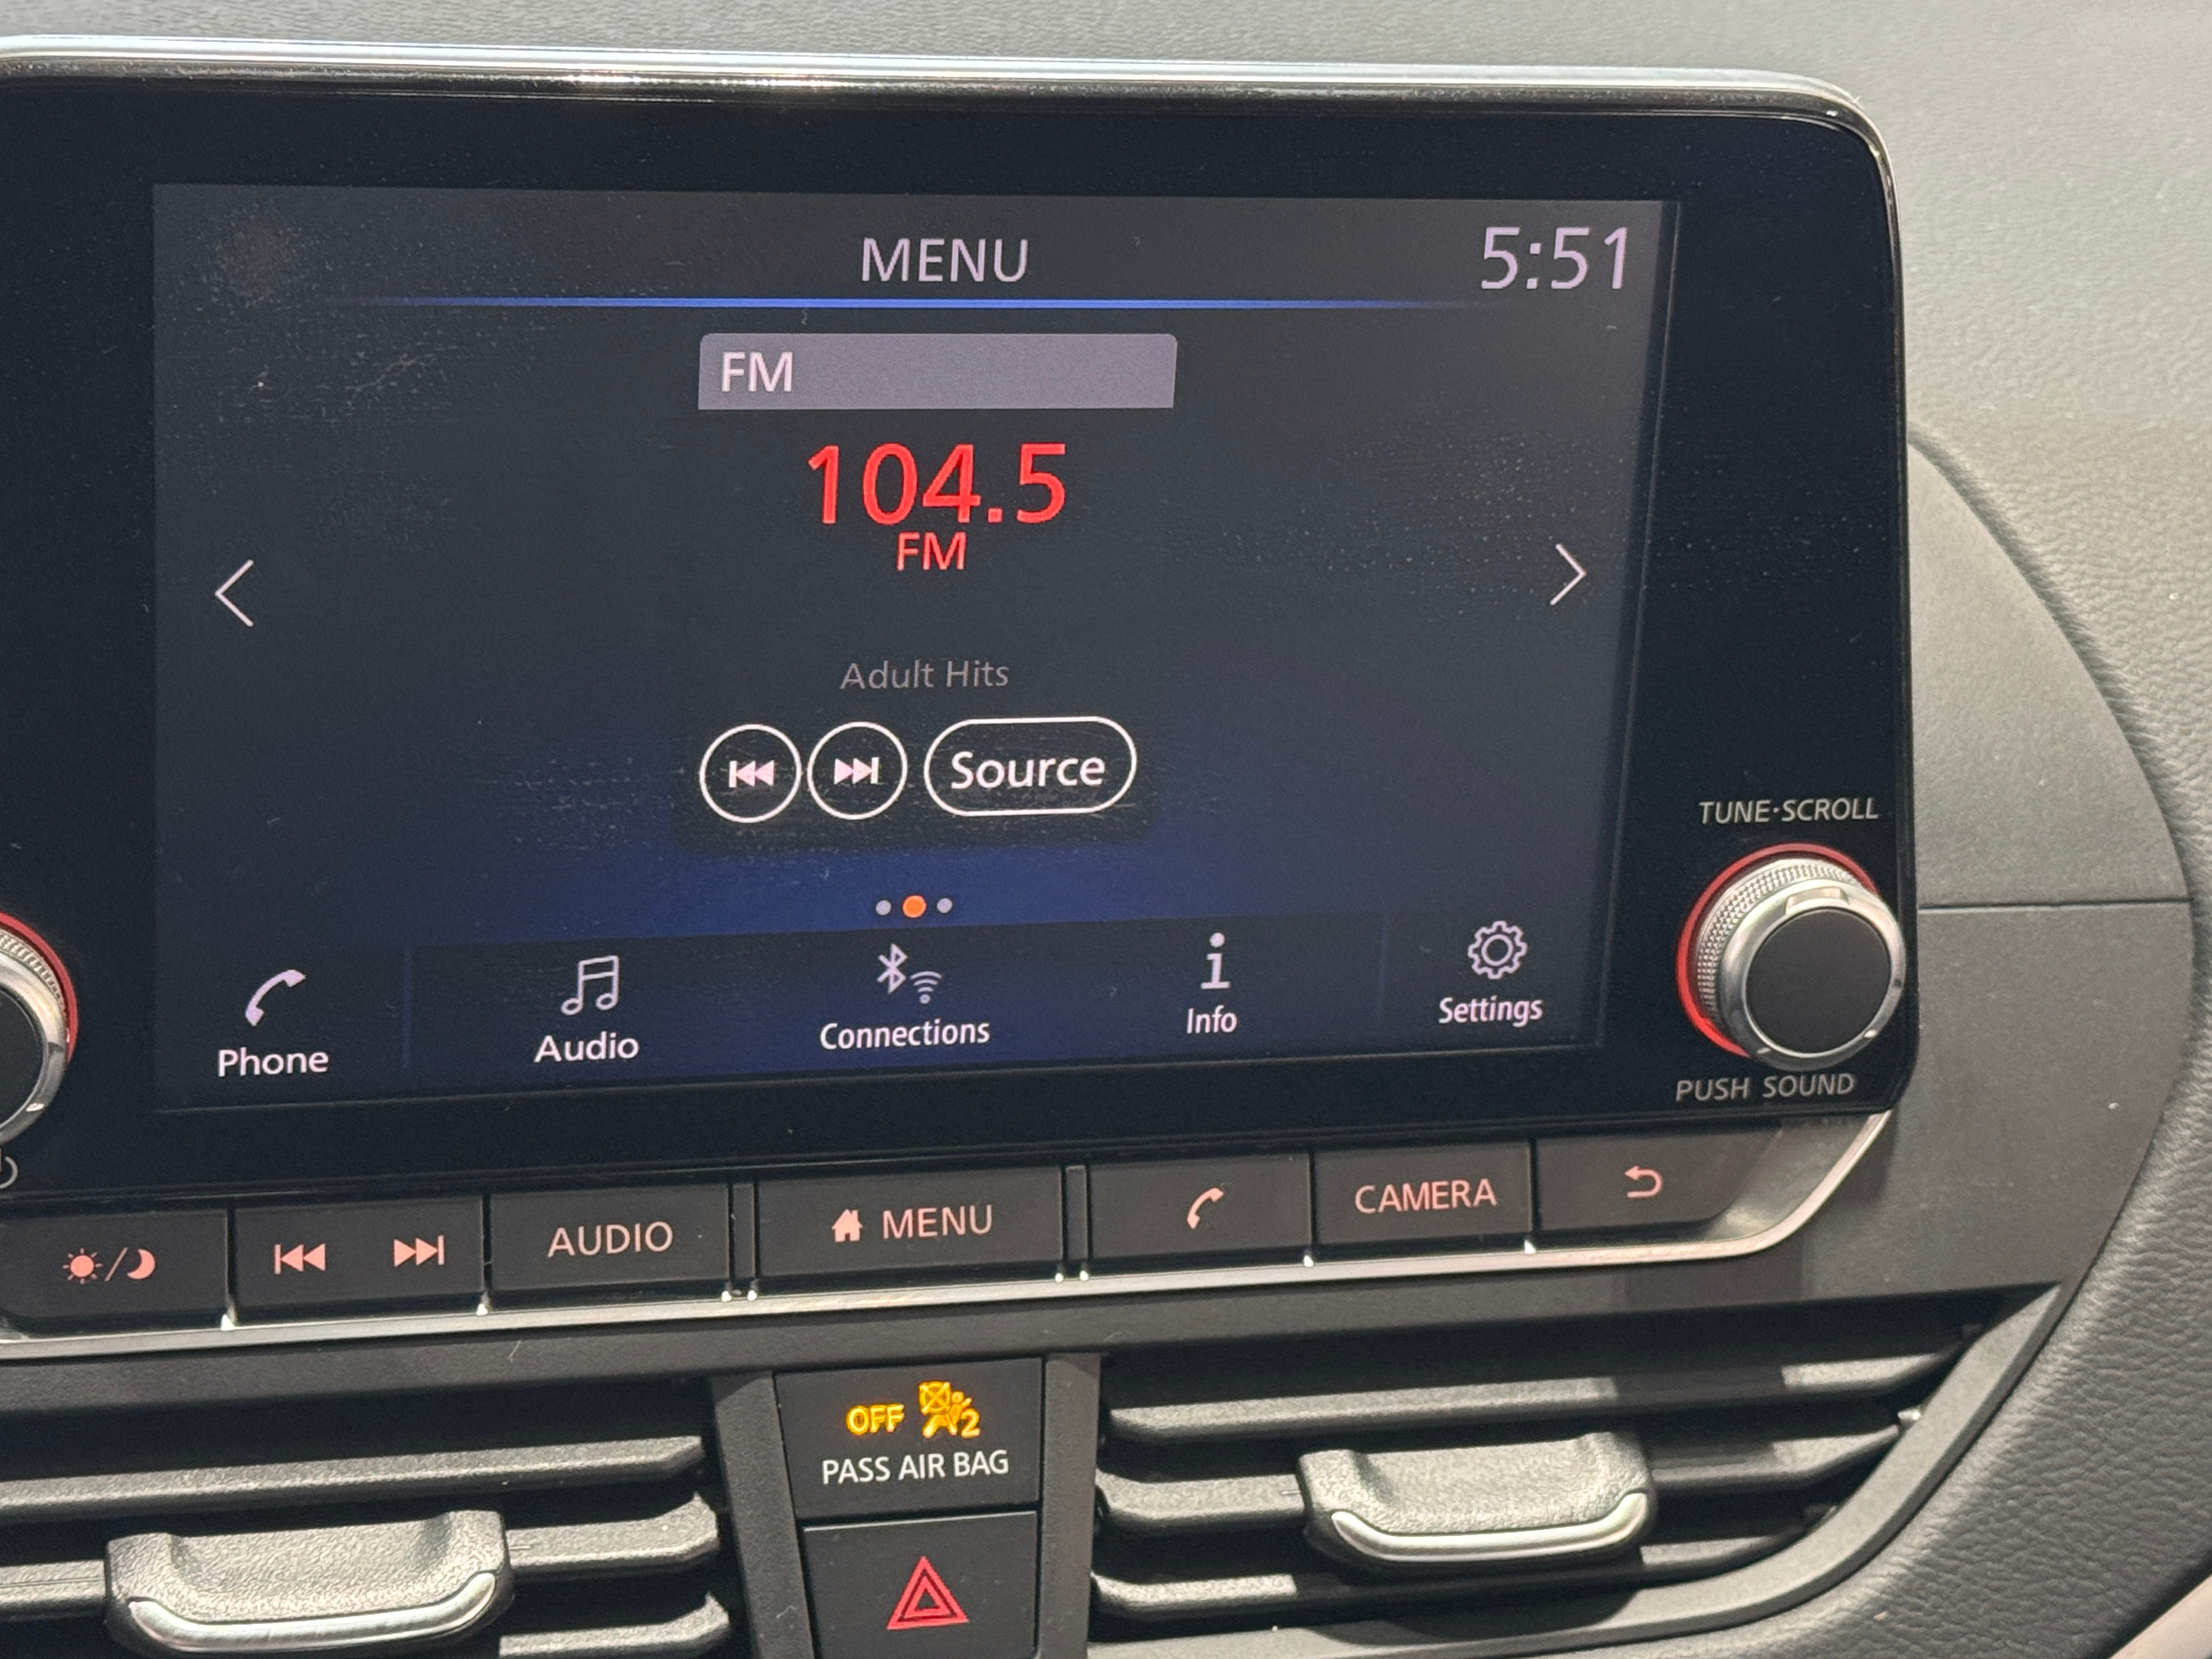 MENU
5:51
FM
104.5
FM
Adult Hits
Source
TUNE·SCROLL
Phone
Audio
Connections
Info
Settings
PUSH SOUND
AUDIO
MENU
CAMERA
OFF 2
PASS AIR BAG